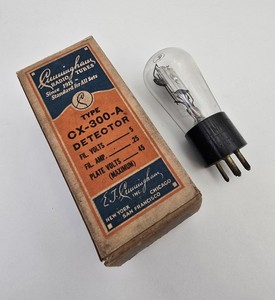 Cunningham
RADIO TUBES
Since 1915
Standard for All Sets
TYPE
CX-300-A
DETECTOR
FIL. VOLTS 5
FIL. AMP. .25
PLATE VOLTS 45
(MAXIMUM)
E.T. Cunningham
INC.
NEW YORK CHICAGO
SAN FRANCISCO